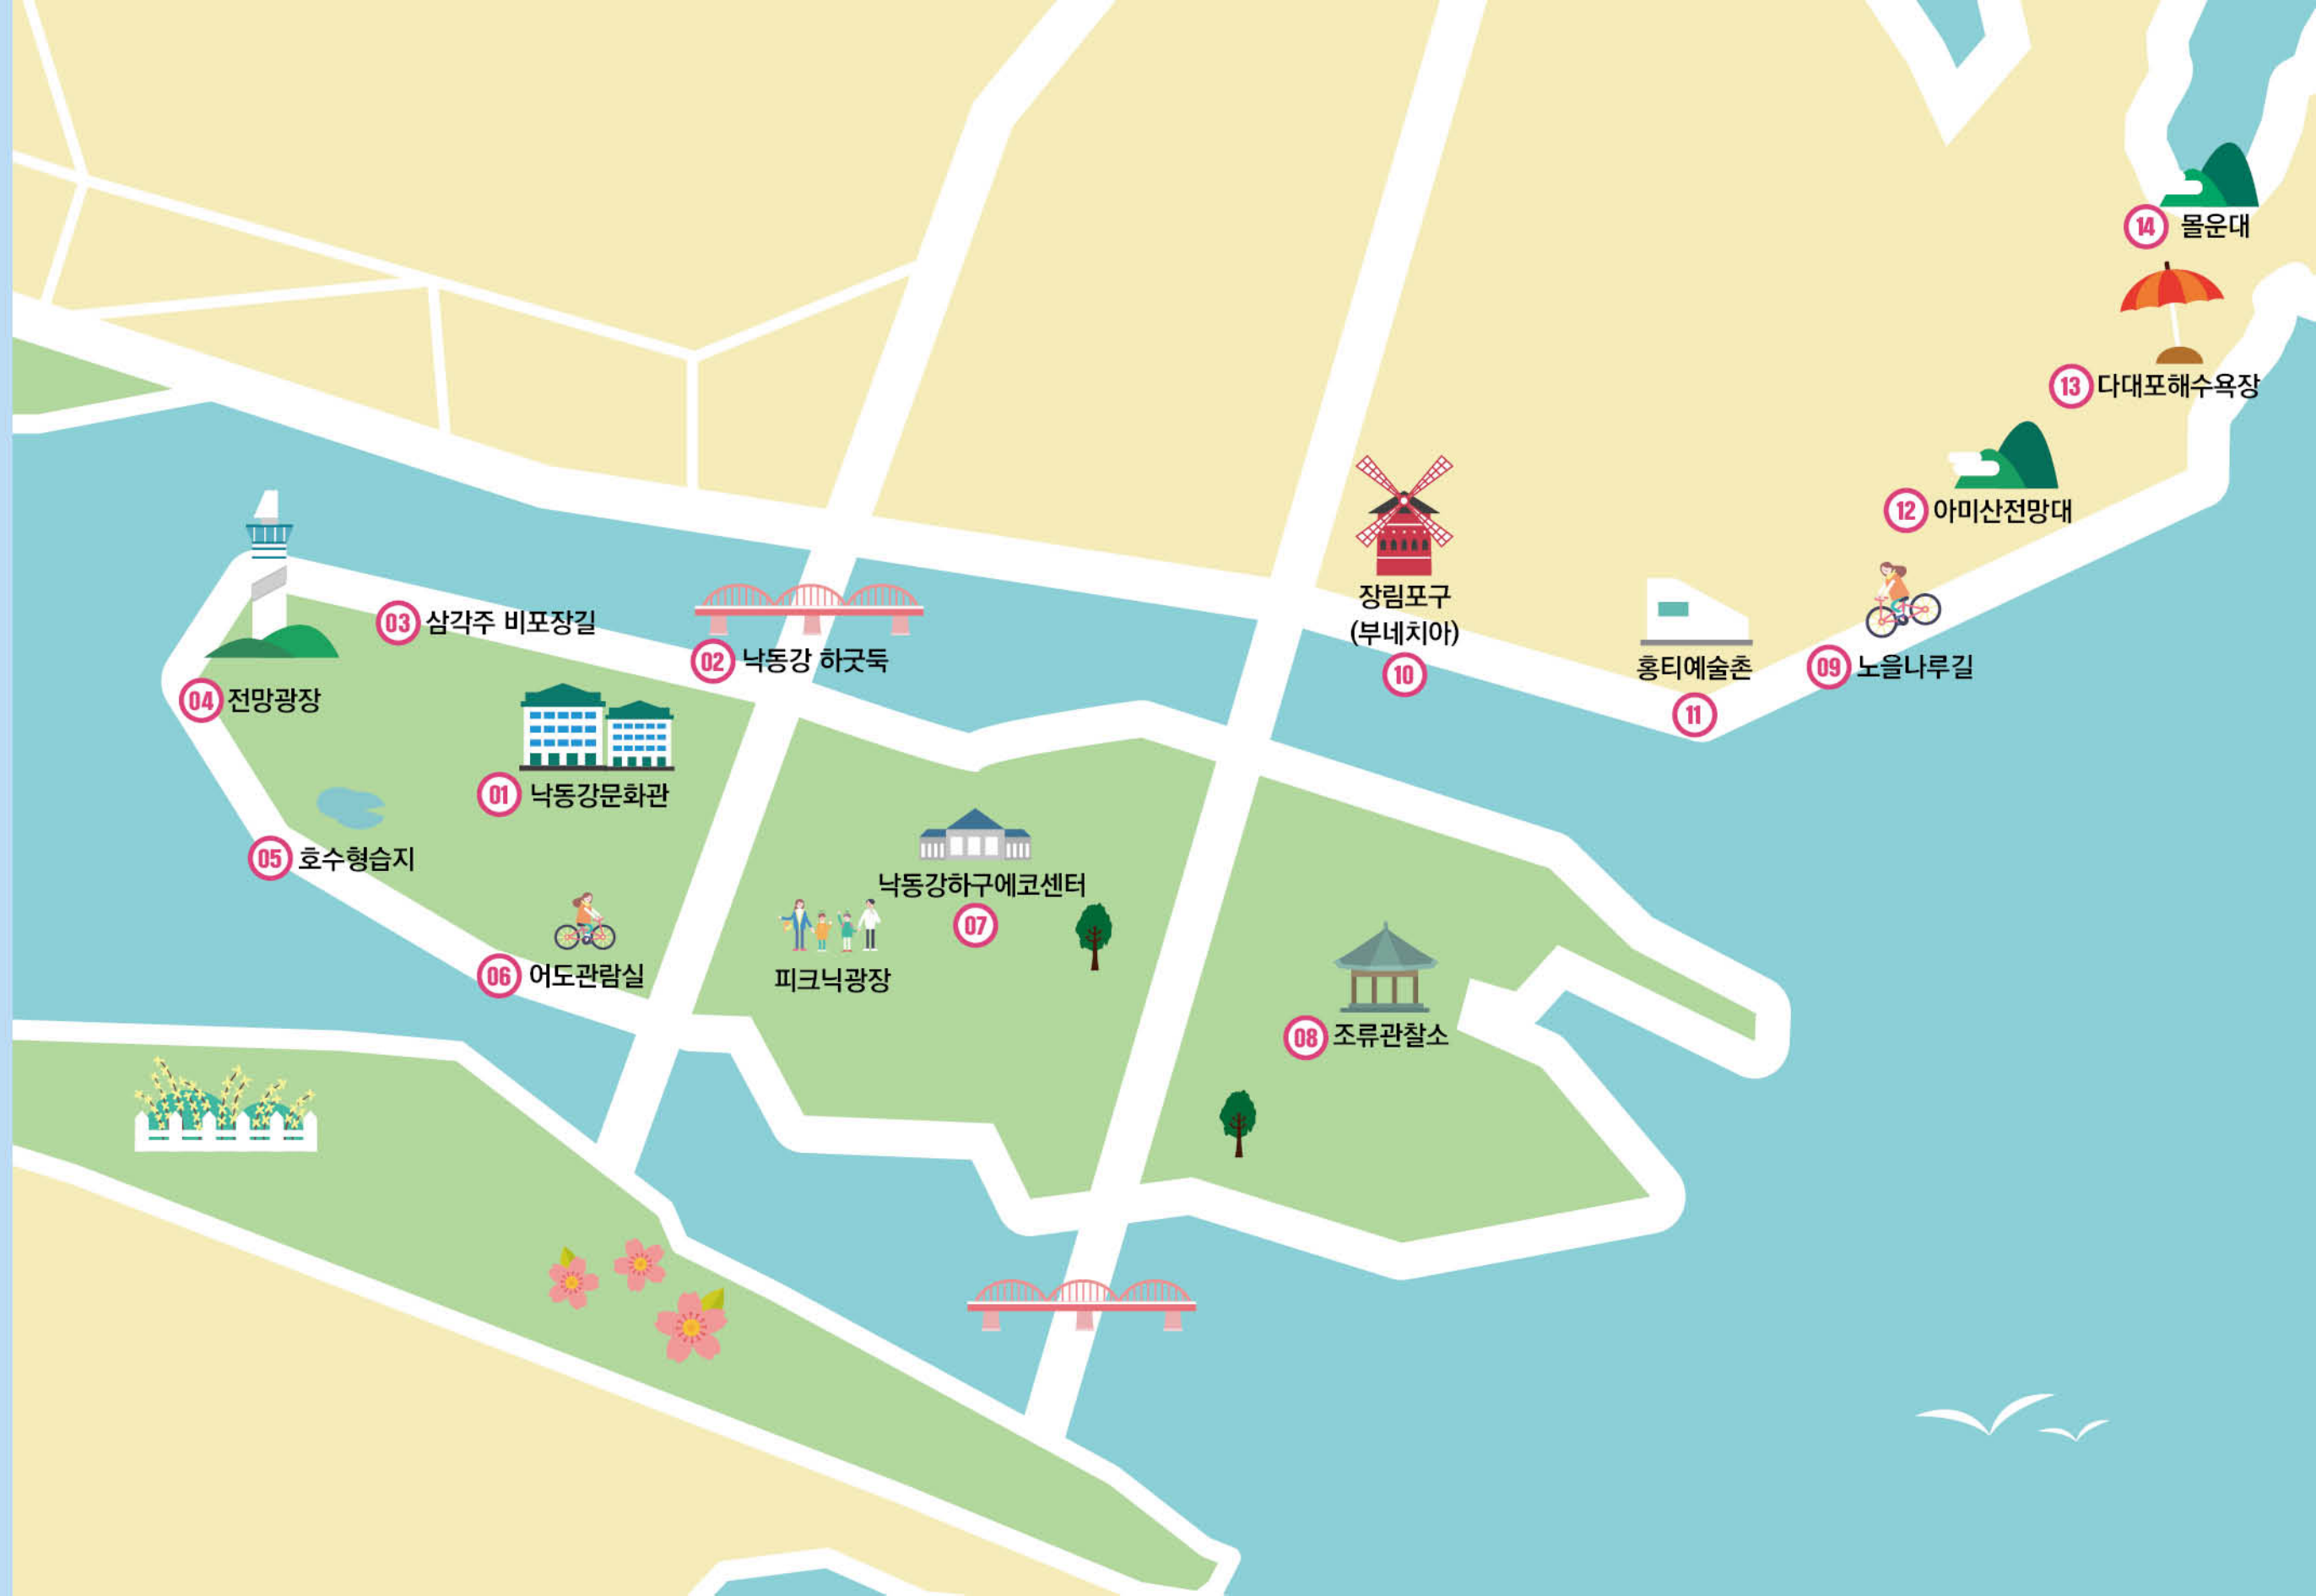 14 몰운대
13 다대포해수욕장
12 아미산전망대
장림포구
(부네치아)
10
03 삼각주 비포장길
02 낙동강 하굿둑
홍티예술촌
11
09 노을나루길
04 전망광장
01 낙동강문화관
05 호수형습지
낙동강하구에코센터
07
06 어도관람실
피크닉광장
08 조류관찰소